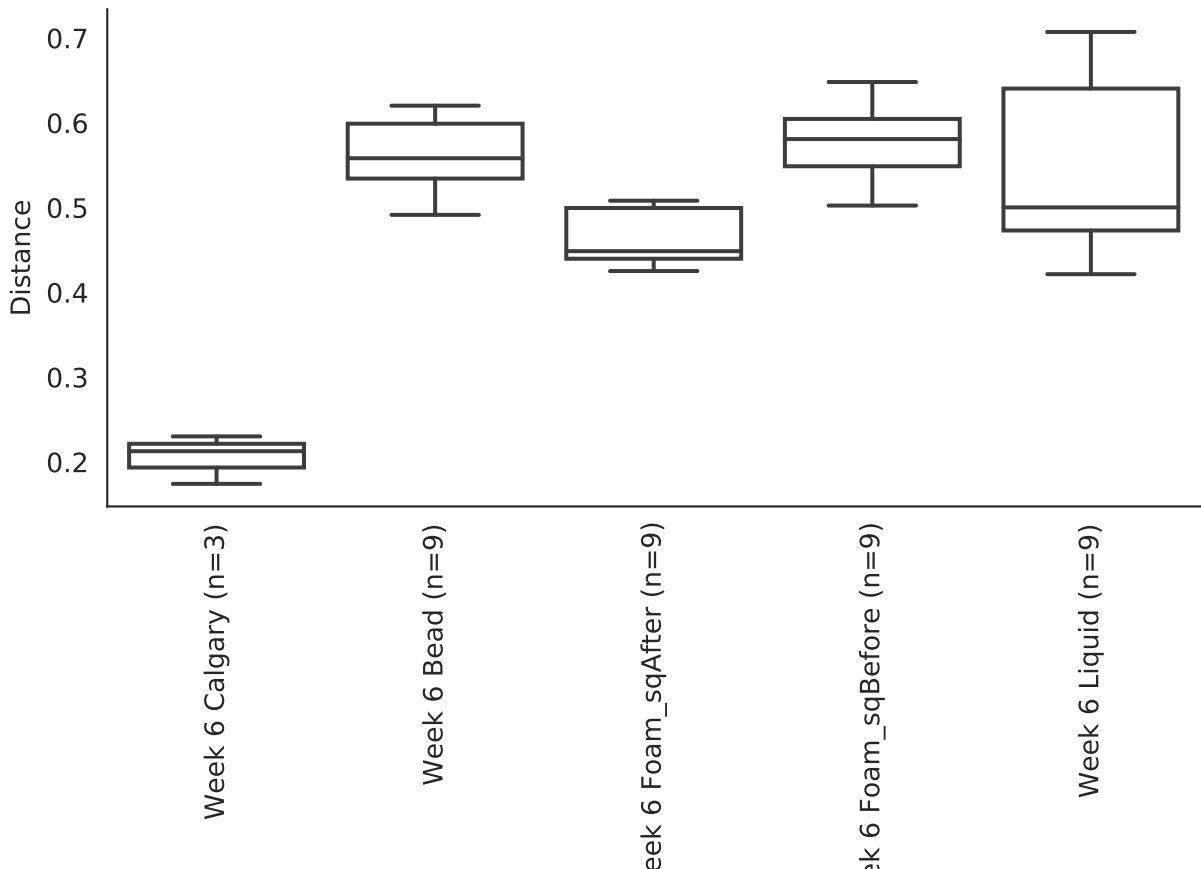 0.7
0.6
0.5
0.4
0.3
0.2
Distance
Week 6 Calgary (n=3)
Week 6 Bead (n=9)
eek 6 Foam_sqAfter (n=9)
ek 6 Foam_sqBefore (n=9)
Week 6 Liquid (n=9)